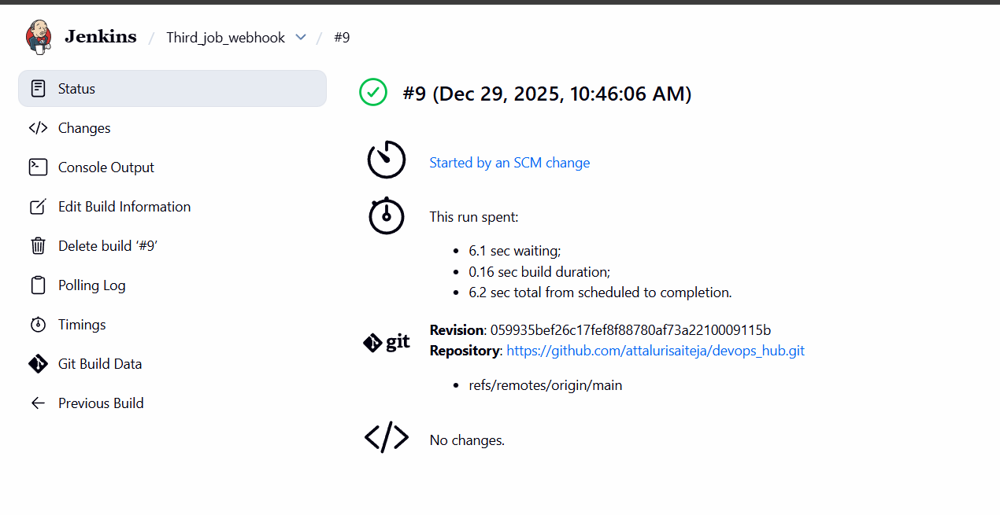 Jenkins / Third_job_webhook / #9
Status
Changes
Console Output
Edit Build Information
Delete build ‘#9’
Polling Log
Timings
Git Build Data
Previous Build
#9 (Dec 29, 2025, 10:46:06 AM)
Started by an SCM change
This run spent:
6.1 sec waiting;
0.16 sec build duration;
6.2 sec total from scheduled to completion.
git
Revision: 059935bef26c17fef8f88780af73a2210009115b
Repository: https://github.com/attalurisaiteja/devops_hub.git
refs/remotes/origin/main
No changes.